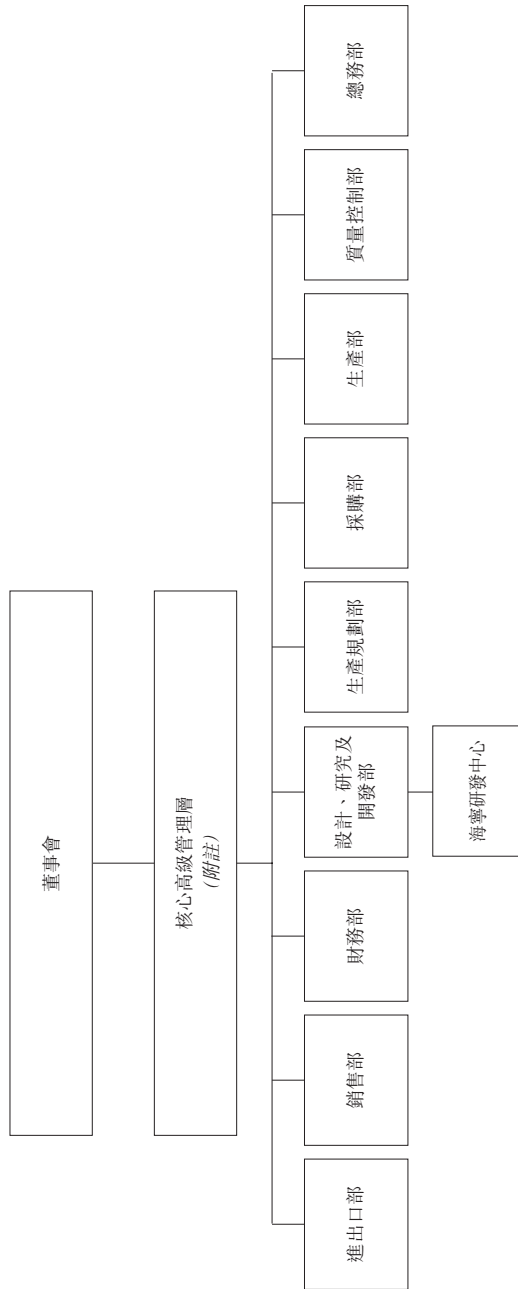 董事會
核心高級管理層
(附註)
進出口部
銷售部
財務部
設計、研究及
開發部
生產規劃部
採購部
生產部
質量控制部
總務部
海寧研發中心